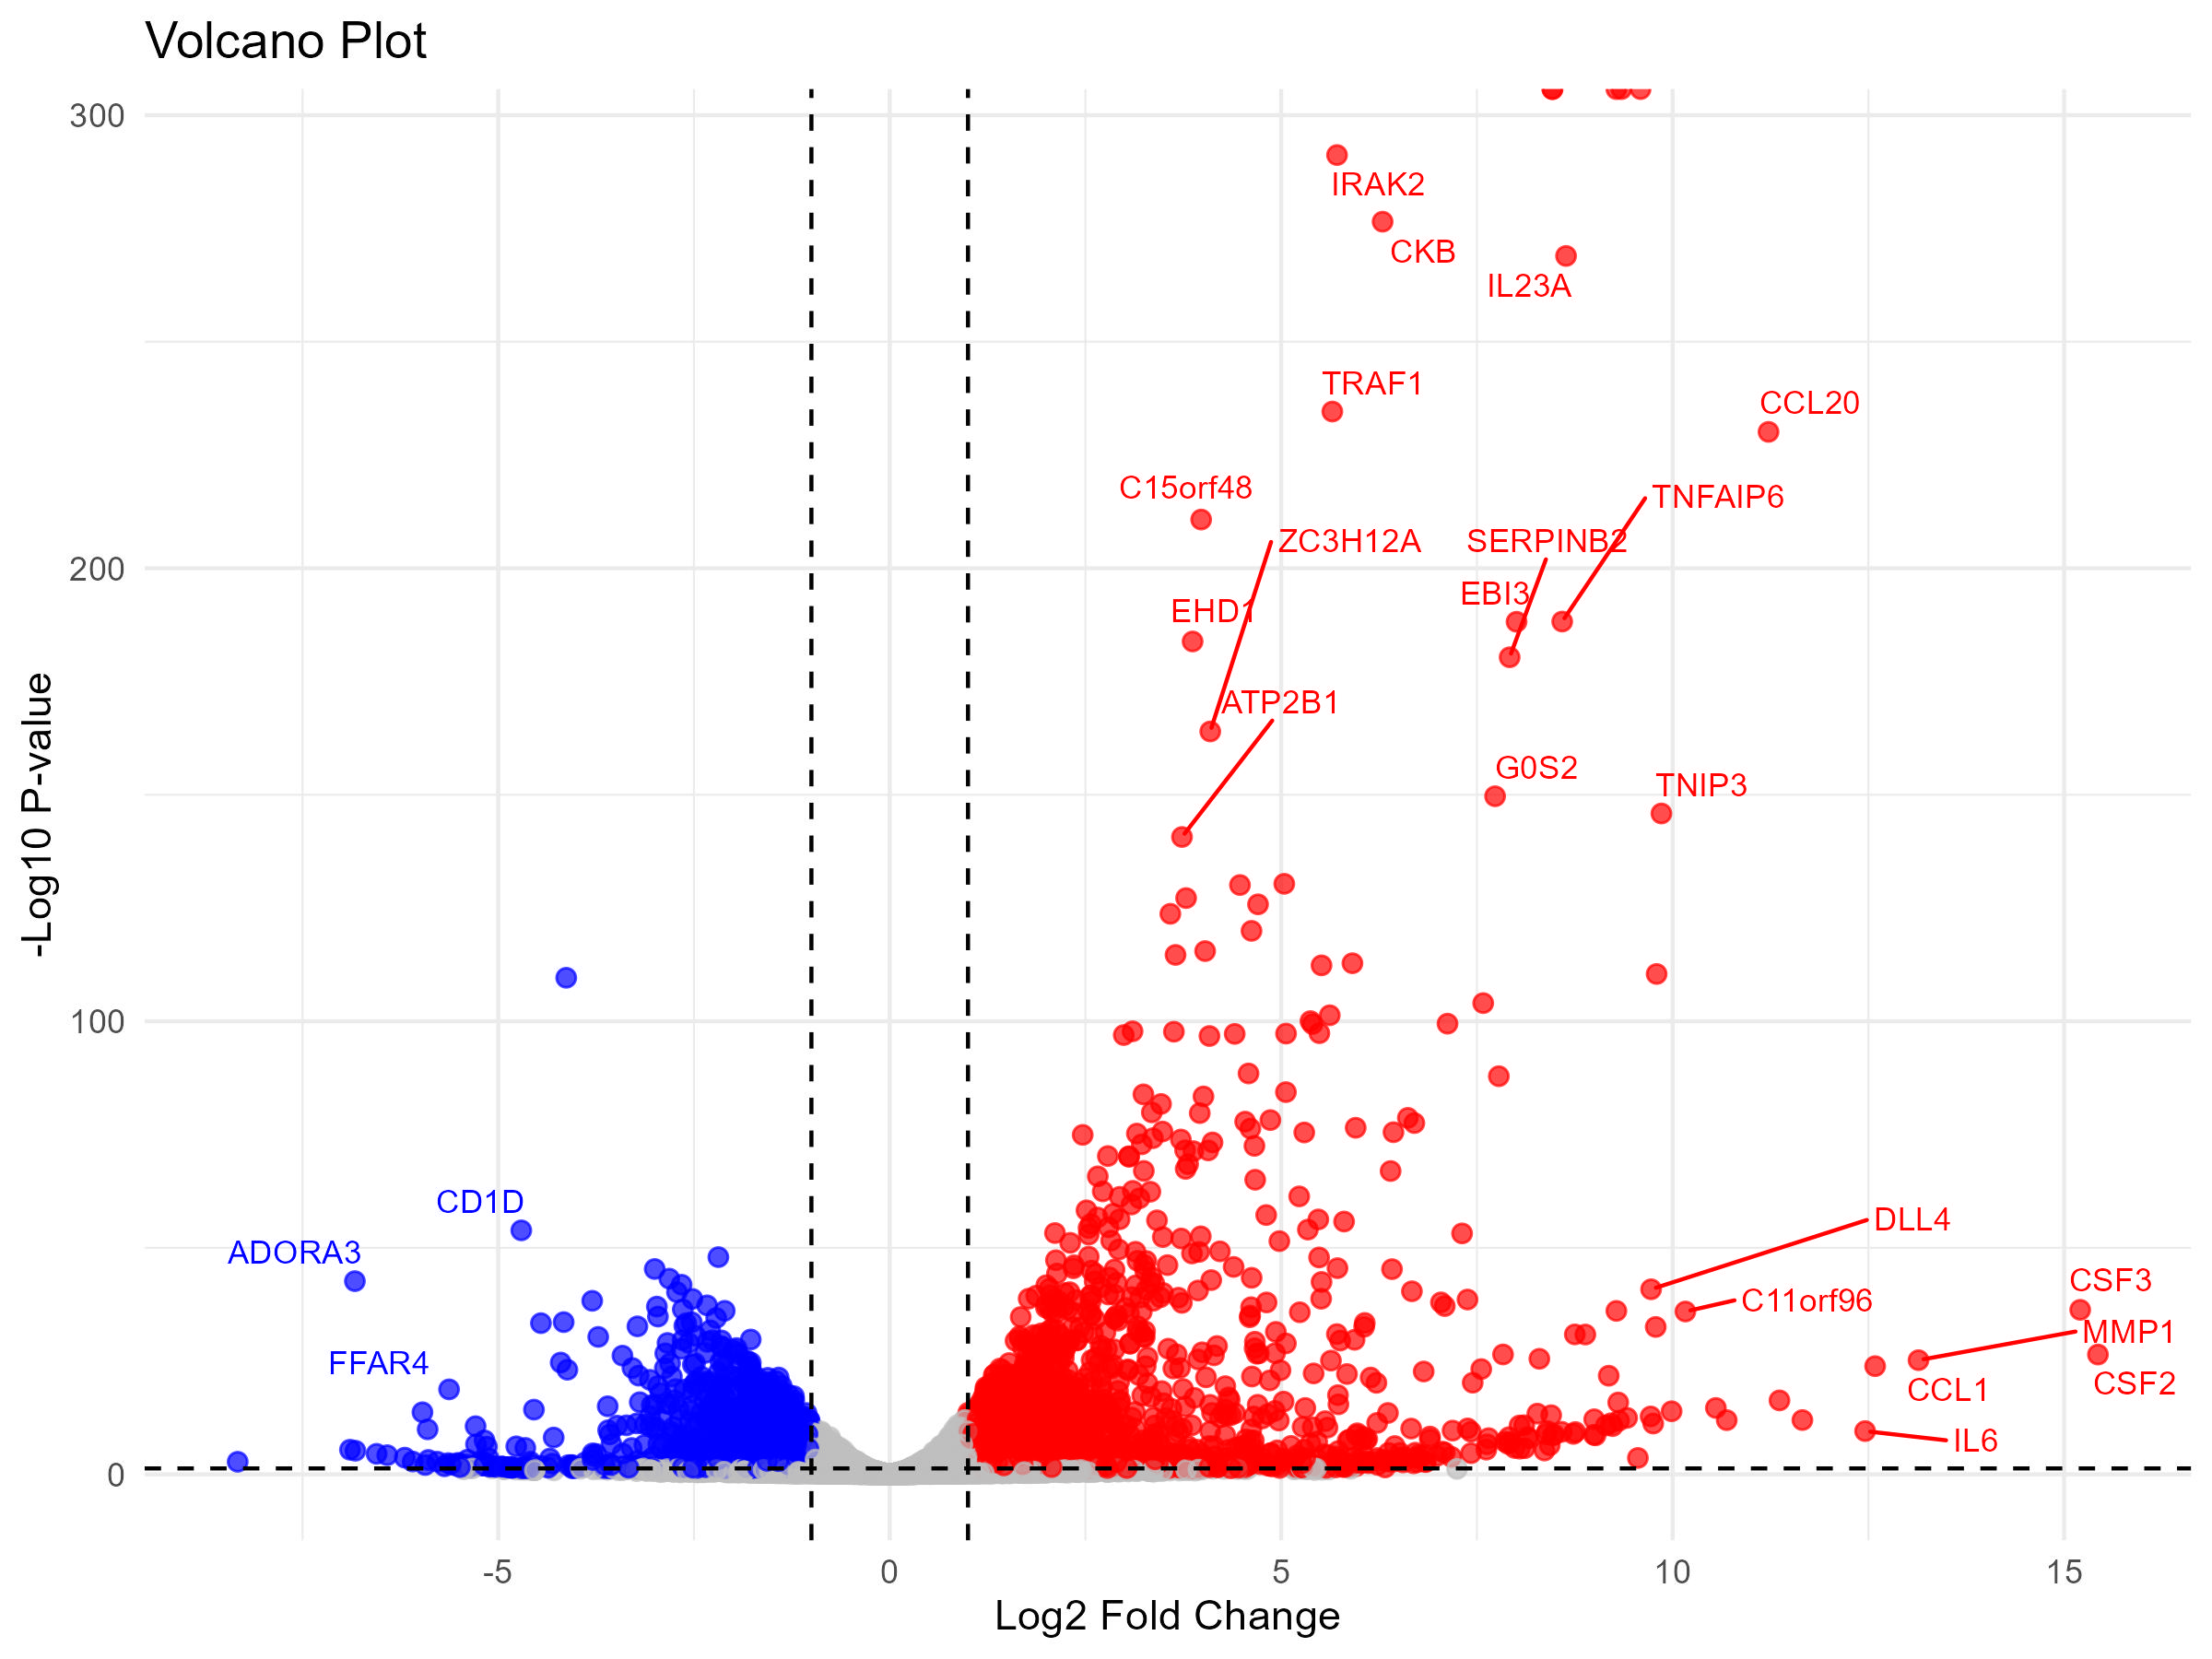 Volcano Plot
300
IRAK2
CKB
IL23A
TRAF1
CCL20
C15orf48
TNFAIP6
ZC3H12A
SERPINB2
200
EBI3
EHD1
ATP2B1
G0S2
TNIP3
-Log10 P-value
100
CD1D
DLL4
ADORA3
CSF3
C11orf96
MMP1
FFAR4
CSF2
CCL1
IL6
0
-5
0
5
10
15
Log2 Fold Change